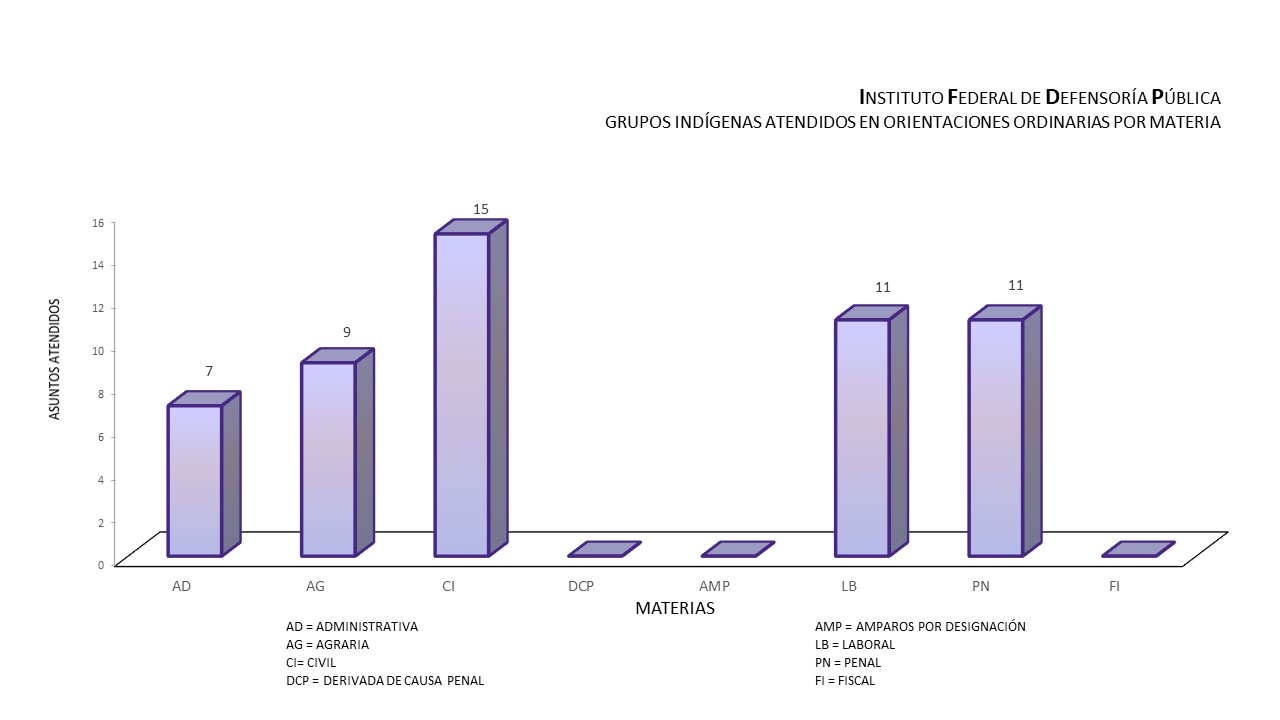 INSTITUTO FEDERAL DE DEFENSORÍA PÚBLICA
GRUPOS INDÍGENAS ATENDIDOS EN ORIENTACIONES ORDINARIAS POR MATERIA
ASUNTOS ATENDIDOS
16
14
12
10
8
6
4
2
0
7
9
15
11
11
AD
AG
CI
DCP
AMP
LB
PN
FI
MATERIAS
AD = ADMINISTRATIVA
AG = AGRARIA
CI= CIVIL
DCP = DERIVADA DE CAUSA PENAL
AMP = AMPAROS POR DESIGNACIÓN
LB = LABORAL
PN = PENAL
FI = FISCAL